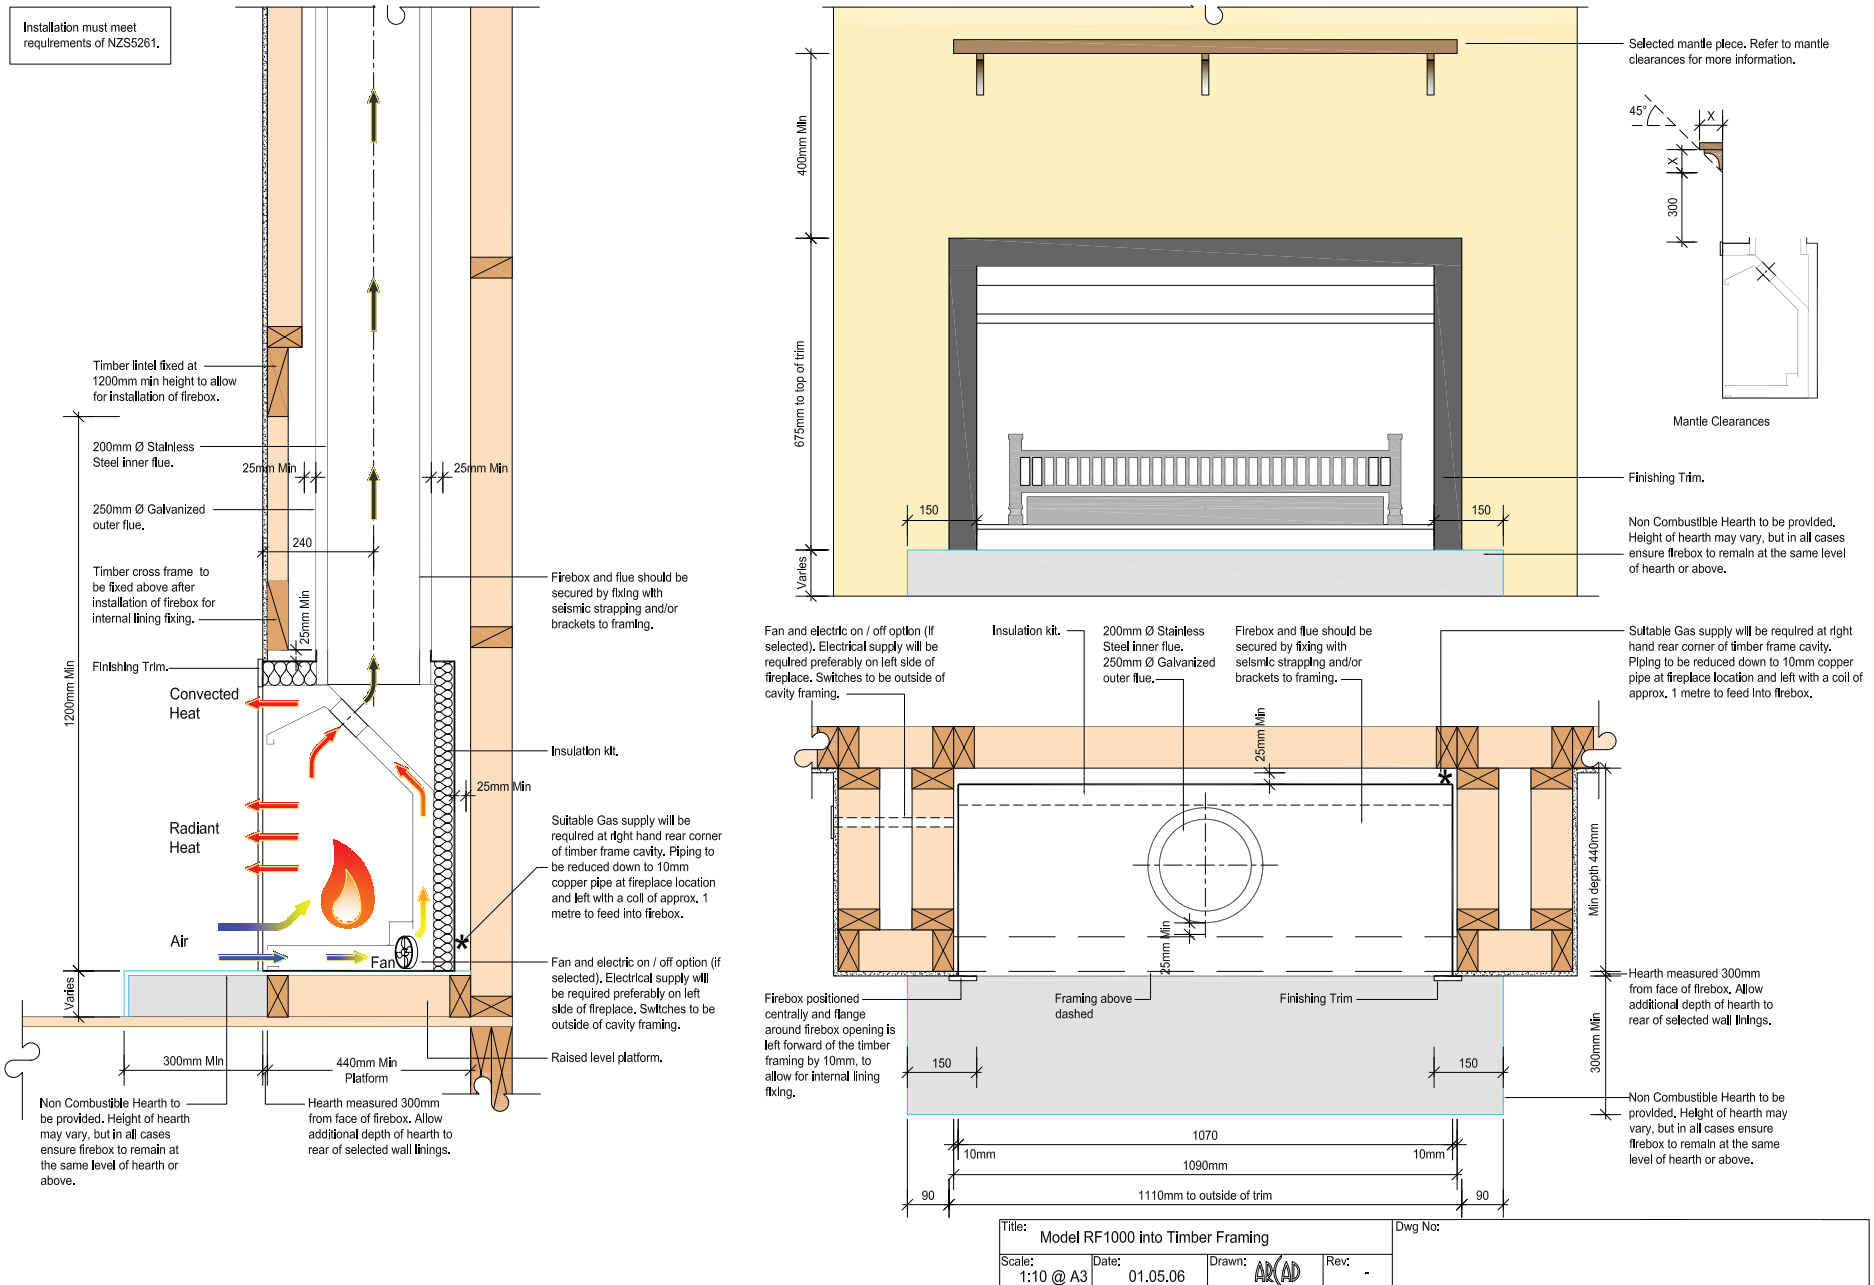 Installation must meet
requirements of NZS5261.
Timber lintel fixed at
1200mm min height to allow
for installation of firebox.
200mm Ø Stainless
Steel inner flue.
25mm Min
25mm Min
250mm Ø Galvanized
outer flue.
240
Timber cross frame to
be fixed above after
installation of firebox for
internal lining fixing.
25mm Min
Finishing Trim.
1200mm Min
Convected
Heat
Radiant
Heat
Air
Fan
Varies
300mm Min
440mm Min
Platform
Non Combustible Hearth to
be provided. Height of hearth
may vary, but in all cases
ensure firebox to remain at
the same level of hearth or
above.
Hearth measured 300mm
from face of firebox. Allow
additional depth of hearth to
rear of selected wall linings.
Firebox and flue should be
secured by fixing with
seismic strapping and/or
brackets to framing.
Insulation kit.
25mm Min
Suitable Gas supply will be
required at right hand rear corner
of timber frame cavity. Piping to
be reduced down to 10mm
copper pipe at fireplace location
and left with a coil of approx. 1
metre to feed into firebox.
*
Fan and electric on / off option (if
selected). Electrical supply will
be required preferably on left
side of fireplace. Switches to be
outside of cavity framing.
Raised level platform.
400mm Min
675mm to top of trim
Varies
150
150
Selected mantle piece. Refer to mantle
clearances for more information.
45°
X
X
300
Mantle Clearances
Finishing Trim.
Non Combustible Hearth to be provided.
Height of hearth may vary, but in all cases
ensure firebox to remain at the same level
of hearth or above.
Fan and electric on / off option (if
selected). Electrical supply will be
required preferably on left side of
fireplace. Switches to be outside of
cavity framing.
Insulation kit.
200mm Ø Stainless
Steel inner flue.
250mm Ø Galvanized
outer flue.
Firebox and flue should be
secured by fixing with
seismic strapping and/or
brackets to framing.
Suitable Gas supply will be required at right
hand rear corner of timber frame cavity.
Piping to be reduced down to 10mm copper
pipe at fireplace location and left with a coil of
approx. 1 metre to feed into firebox.
25mm Min
*
Min depth 440mm
25mm Min
Firebox positioned
centrally and flange
around firebox opening is
left forward of the timber
framing by 10mm, to
allow for internal lining
fixing.
Framing above
dashed
Finishing Trim
Hearth measured 300mm
from face of firebox. Allow
additional depth of hearth to
rear of selected wall linings.
300mm Min
150
150
Non Combustible Hearth to be
provided. Height of hearth may
vary, but in all cases ensure
firebox to remain at the same
level of hearth or above.
1070
10mm
10mm
1090mm
90
1110mm to outside of trim
90
Title:
Model RF1000 into Timber Framing
Dwg No:
Scale:
1:10 @ A3
Date:
01.05.06
Drawn:
ARCAD
Rev:
-